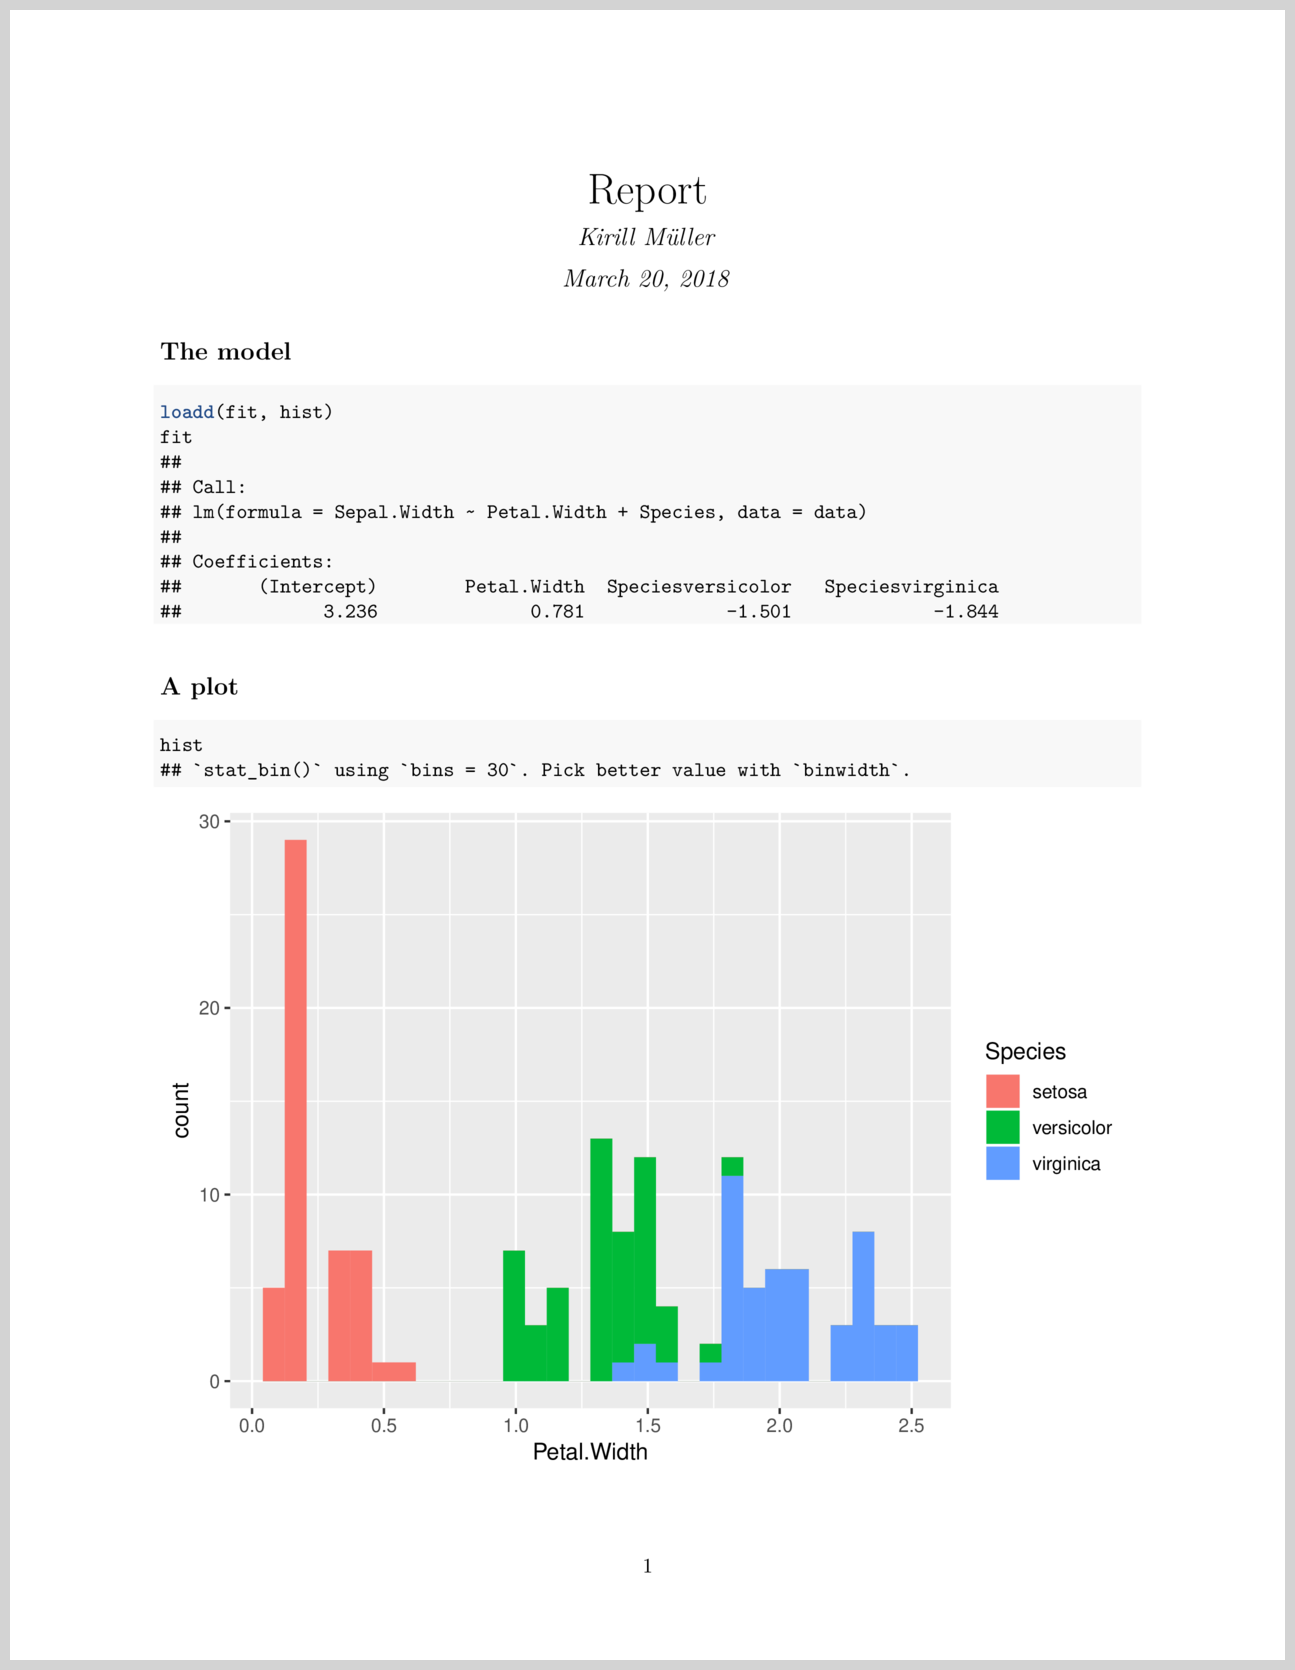 Report
Kirill Müller
March 20, 2018
The model
loadd(fit, hist)
fit
##
## Call:
## lm(formula = Sepal.Width ~ Petal.Width + Species, data = data)
##
## Coefficients:
##       (Intercept)        Petal.Width  Speciesversicolor   Speciesvirginica
##             3.236              0.781             -1.501             -1.844
A plot
hist
## `stat_bin()` using `bins = 30`. Pick better value with `binwidth`.
30
20
10
0
count
0.0 0.5 1.0 1.5 2.0 2.5
Petal.Width
Species
setosa
versicolor
virginica
1